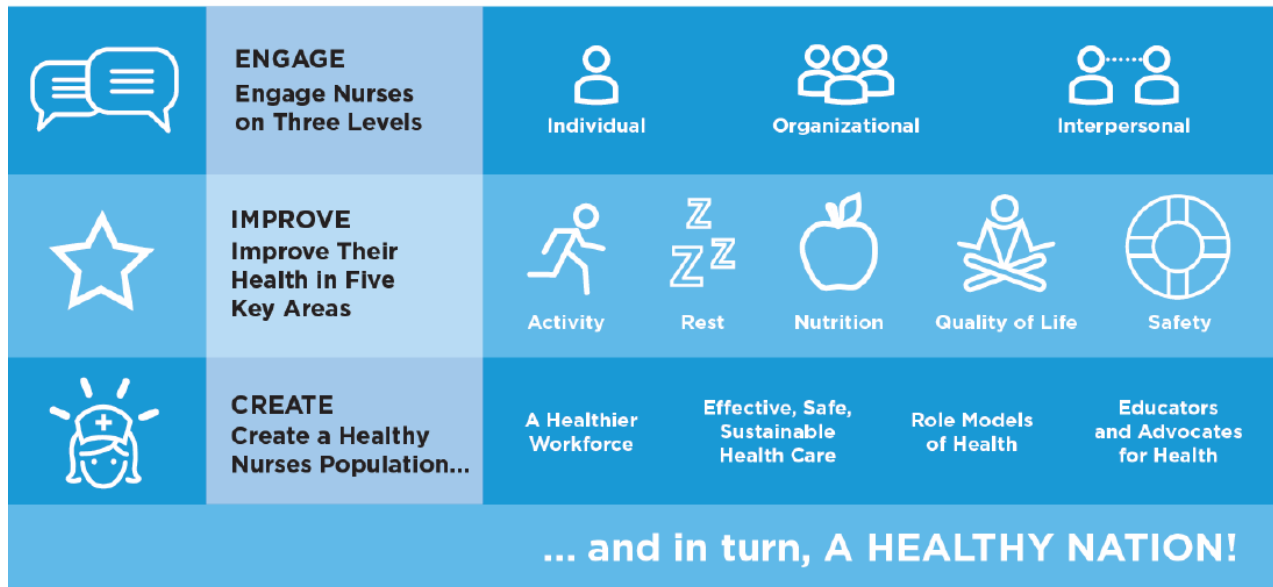 ENGAGE
Engage Nurses
on Three Levels
Individual
Organizational
Interpersonal
IMPROVE
Improve Their
Health in Five
Key Areas
Z
Z Z
Activity
Rest
Nutrition
Quality of Life
Safety
CREATE
Create a Healthy
Nurses Population...
A Healthier
Workforce
Effective, Safe,
Sustainable
Health Care
Role Models
of Health
Educators
and Advocates
for Health
... and in turn, A HEALTHY NATION!